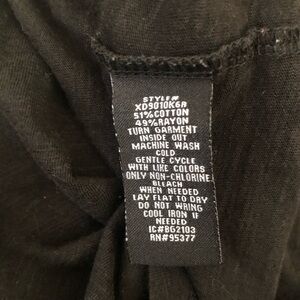 STYLE#
XD9010K6A
51%COTTON
49%RAYON
TURN GARMENT
INSIDE OUT
MACHINE WASH
COLD
GENTLE CYCLE
WITH LIKE COLORS
ONLY NON-CHLORINE
BLEACH
WHEN NEEDED
LAY FLAT TO DRY
DO NOT WRING
COOL IRON IF
NEEDED
IC#B62103
RN#95377